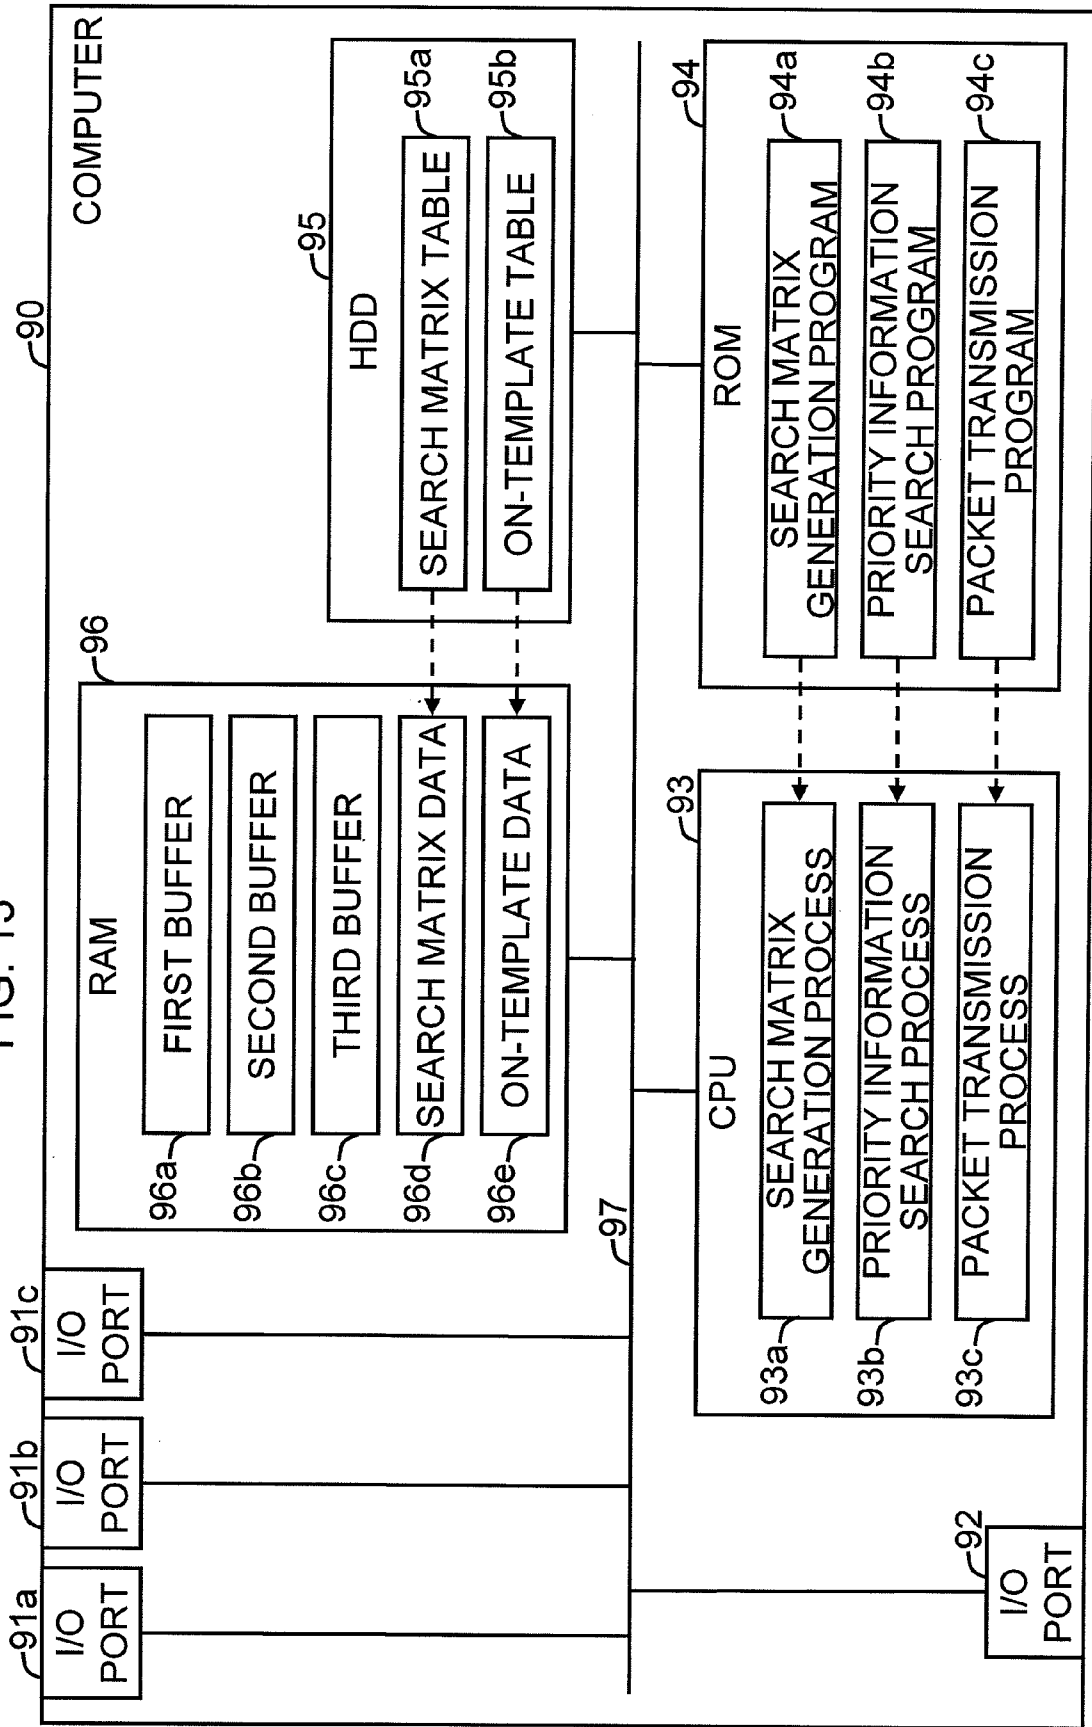 FIG.
90
COMPUTER
91a
I/O
PORT
91b
I/O
PORT
91c
I/O
PORT
96
RAM
96a
FIRST BUFFER
96b
SECOND BUFFER
96c
THIRD BUFFER
96d
SEARCH MATRIX DATA
96e
ON-TEMPLATE DATA
95
HDD
SEARCH MATRIX TABLE
95a
ON-TEMPLATE TABLE
95b
97
92
I/O
PORT
93
CPU
93a
SEARCH MATRIX
GENERATION PROCESS
93b
PRIORITY INFORMATION
SEARCH PROCESS
93c
PACKET TRANSMISSION
PROCESS
94
ROM
SEARCH MATRIX
GENERATION PROGRAM
94a
PRIORITY INFORMATION
SEARCH PROGRAM
94b
PACKET TRANSMISSION
PROGRAM
94c